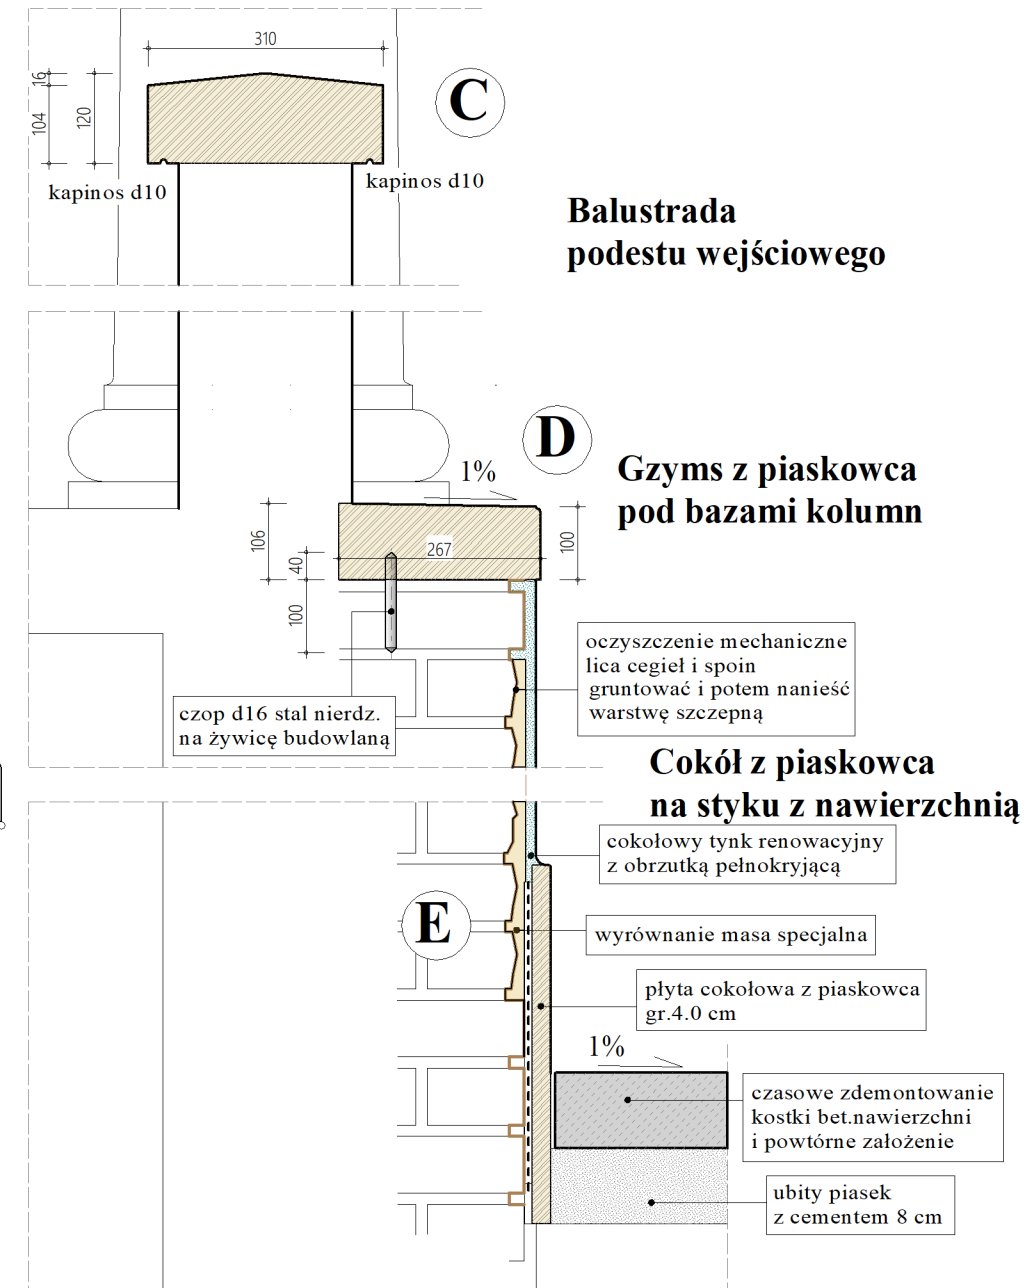 310
16
104
120
C
kapinos d10
kapinos d10
Balustrada
podestu wejściowego
D
1%
Gzyms z piaskowca
pod bazami kolumn
106
40
267
100
100
oczyszczenie mechaniczne
lica cegieł i spoin
gruntować i potem nanieść
warstwę szczepną
czop d16 stal nierdz.
na żywicę budowlaną
Cokół z piaskowca
na styku z nawierzchnią
cokołowy tynk renowacyjny
z obrzutką pełnokryjącą
E
wyrównanie masa specjalna
płyta cokołowa z piaskowca
gr.4.0 cm
1%
czasowe zdemontowanie
kostki bet.nawierzchni
i powtórne założenie
ubity piasek
z cementem 8 cm